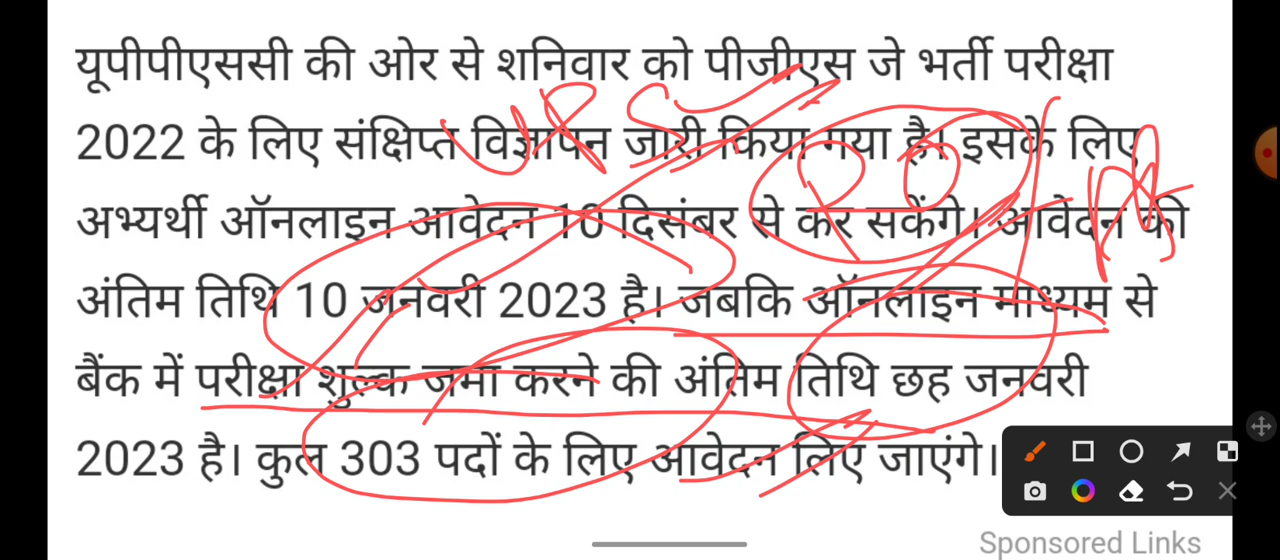 यूपीपीएससी की ओर से शनिवार को पीजीएस जे भर्ती परीक्षा
2022 के लिए संक्षिप्त विज्ञापन जारी किया गया है। इसके लिए
UPS
RO/
अभ्यर्थी ऑनलाइन आवेदन 10 दिसंबर से कर सकेंगे। आवेदन की
अंतिम तिथि 10 जनवरी 2023 है। जबकि ऑनलाइन माध्यम से
बैंक में परीक्षा शुल्क जमा करने की अंतिम तिथि छह जनवरी
2023 है। कुल 303 पदों के लिए आवेदन लिए जाएंगे।
Sponsored Links